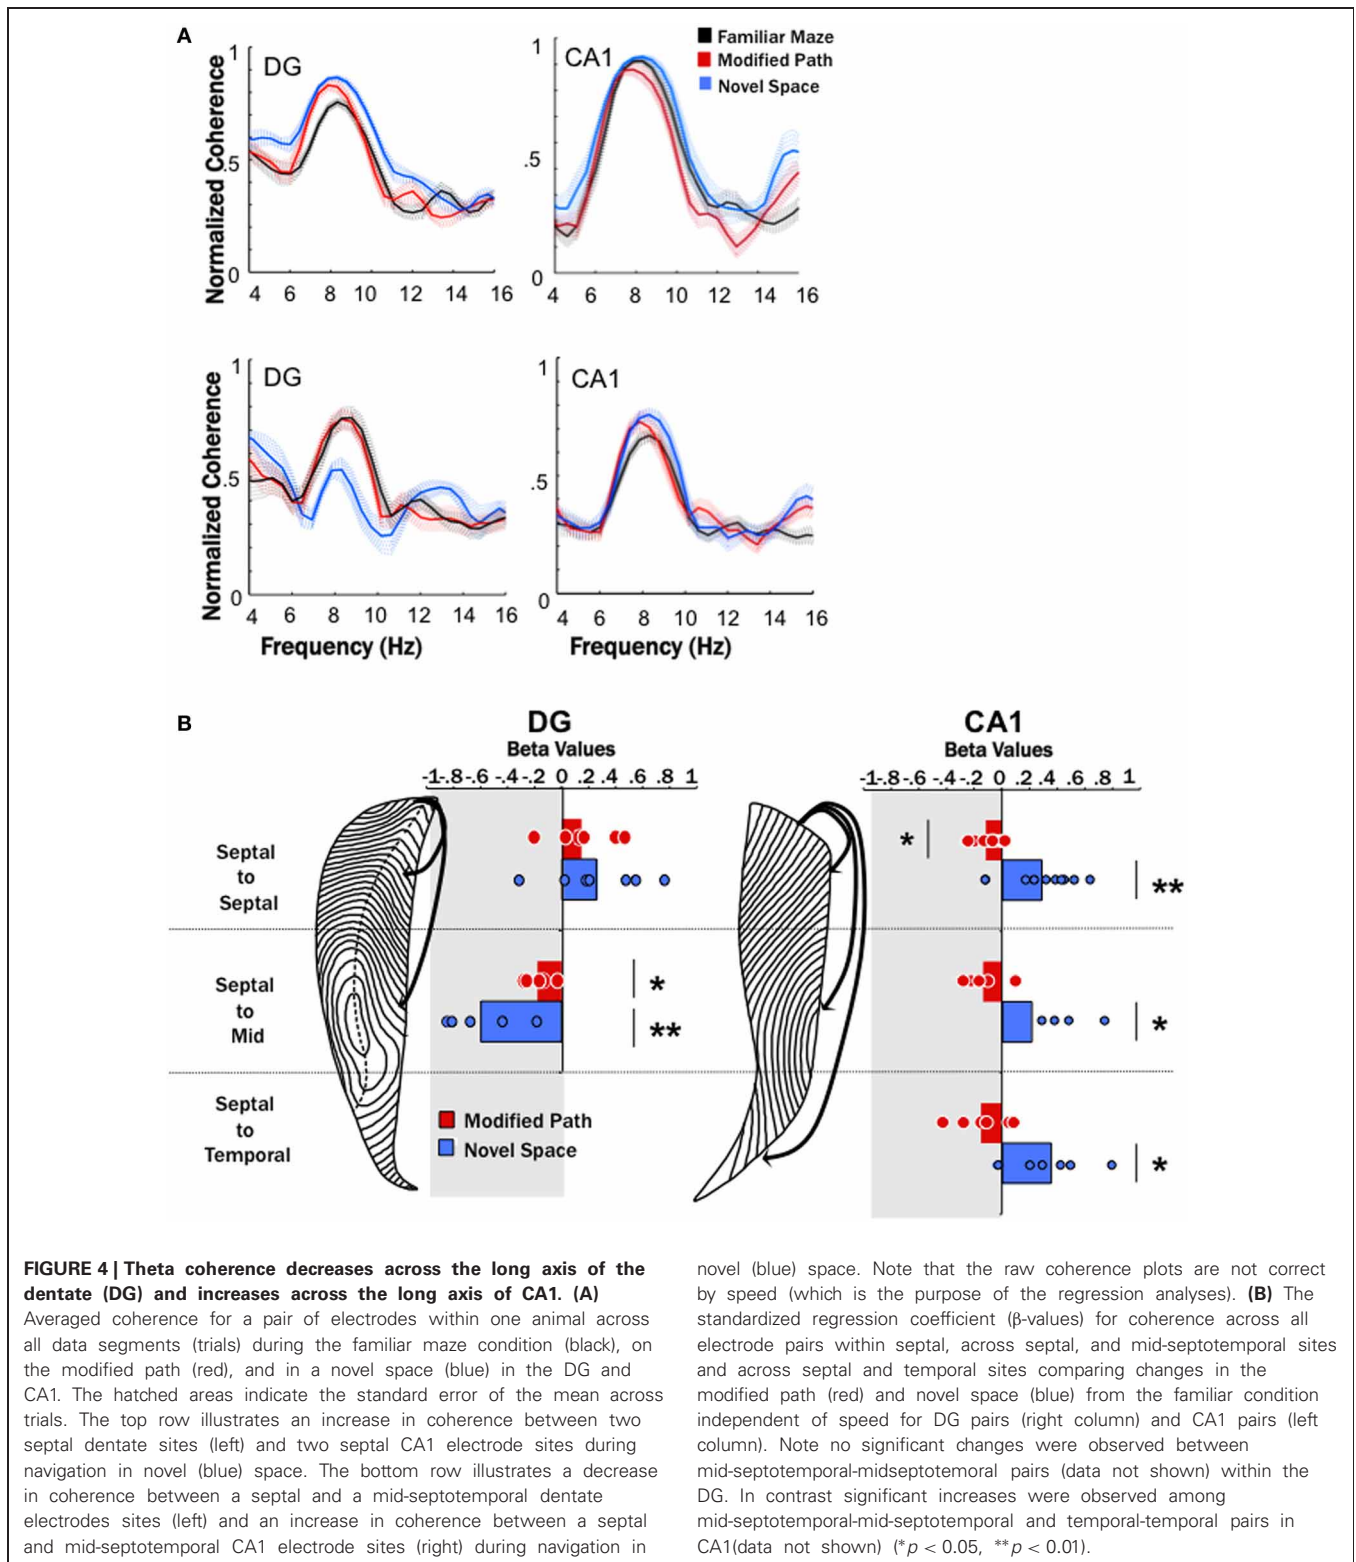 A
Familiar Maze
Modified Path
Novel Space
DG
CA1
Normalized Coherence
1
.5
0
4 6 8 10 12 14 16
1
.5
0
4 6 8 10 12 14 16
DG
CA1
Normalized Coherence
1
.5
0
4 6 8 10 12 14 16
1
.5
0
4 6 8 10 12 14 16
Frequency (Hz)
Frequency (Hz)
B
DG
Beta Values
-1 -.8 -.6 -.4 -.2 0 .2 .4 .6 .8 1
CA1
Beta Values
-1 -.8 -.6 -.4 -.2 0 .2 .4 .6 .8 1
Septal
to
Septal
*
**
Septal
to
Mid
*
**
*
Septal
to
Temporal
Modified Path
Novel Space
*
FIGURE 4 | Theta coherence decreases across the long axis of the
dentate (DG) and increases across the long axis of CA1. (A)
Averaged coherence for a pair of electrodes within one animal across
all data segments (trials) during the familiar maze condition (black), on
the modified path (red), and in a novel space (blue) in the DG and
CA1. The hatched areas indicate the standard error of the mean across
trials. The top row illustrates an increase in coherence between two
septal dentate sites (left) and two septal CA1 electrode sites during
navigation in novel (blue) space. The bottom row illustrates a decrease
in coherence between a septal and a mid-septotemporal dentate
electrodes sites (left) and an increase in coherence between a septal
and mid-septotemporal CA1 electrode sites (right) during navigation in
novel (blue) space. Note that the raw coherence plots are not correct
by speed (which is the purpose of the regression analyses). (B) The
standardized regression coefficient (β-values) for coherence across all
electrode pairs within septal, across septal, and mid-septotemporal sites
and across septal and temporal sites comparing changes in the
modified path (red) and novel space (blue) from the familiar condition
independent of speed for DG pairs (right column) and CA1 pairs (left
column). Note no significant changes were observed between
mid-septotemporal-midseptotemoral pairs (data not shown) within the
DG. In contrast significant increases were observed among
mid-septotemporal-mid-septotemporal and temporal-temporal pairs in
CA1(data not shown) (*p < 0.05, **p < 0.01).